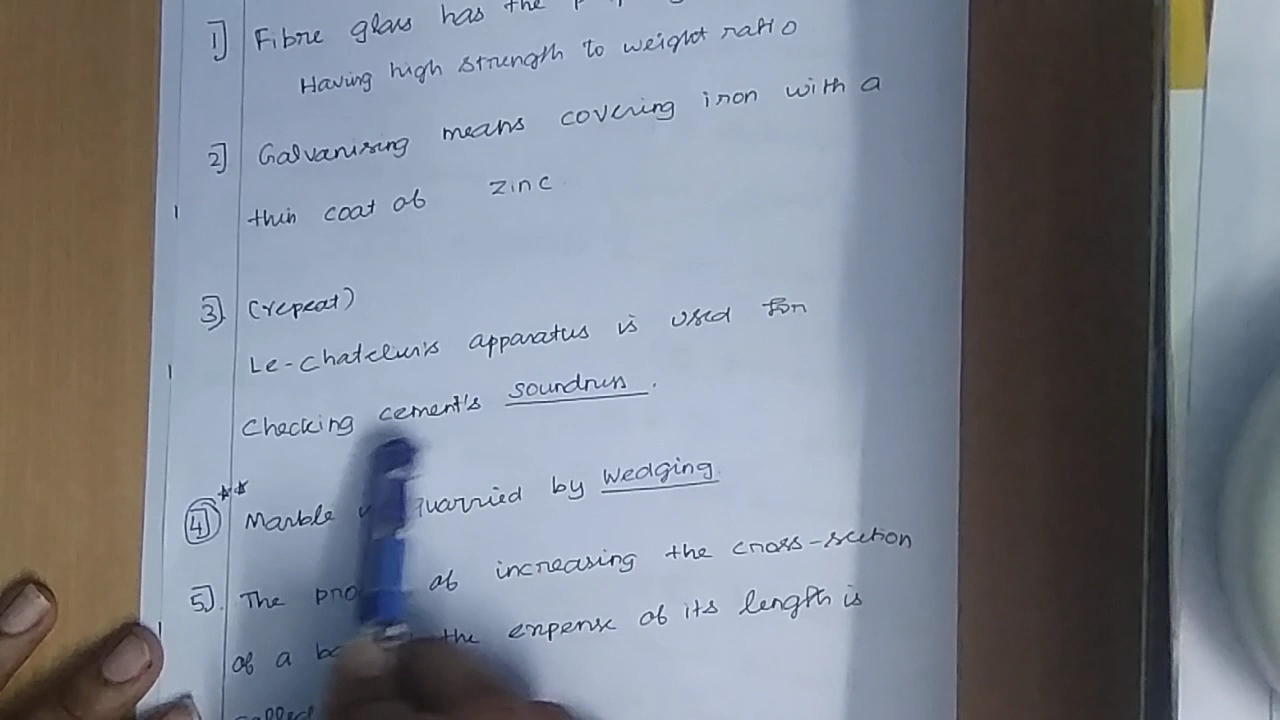 1] Fibre glass has the
Having high strength to weight ratio
2] Galvanising means covering iron with a
thin coat of zinc
3] (repeat)
Le-chatelier's apparatus is used for
Checking cement's soundness.
4] Marble quarried by wedging
5]. The of increasing the cross-section
of a the expense of its length is